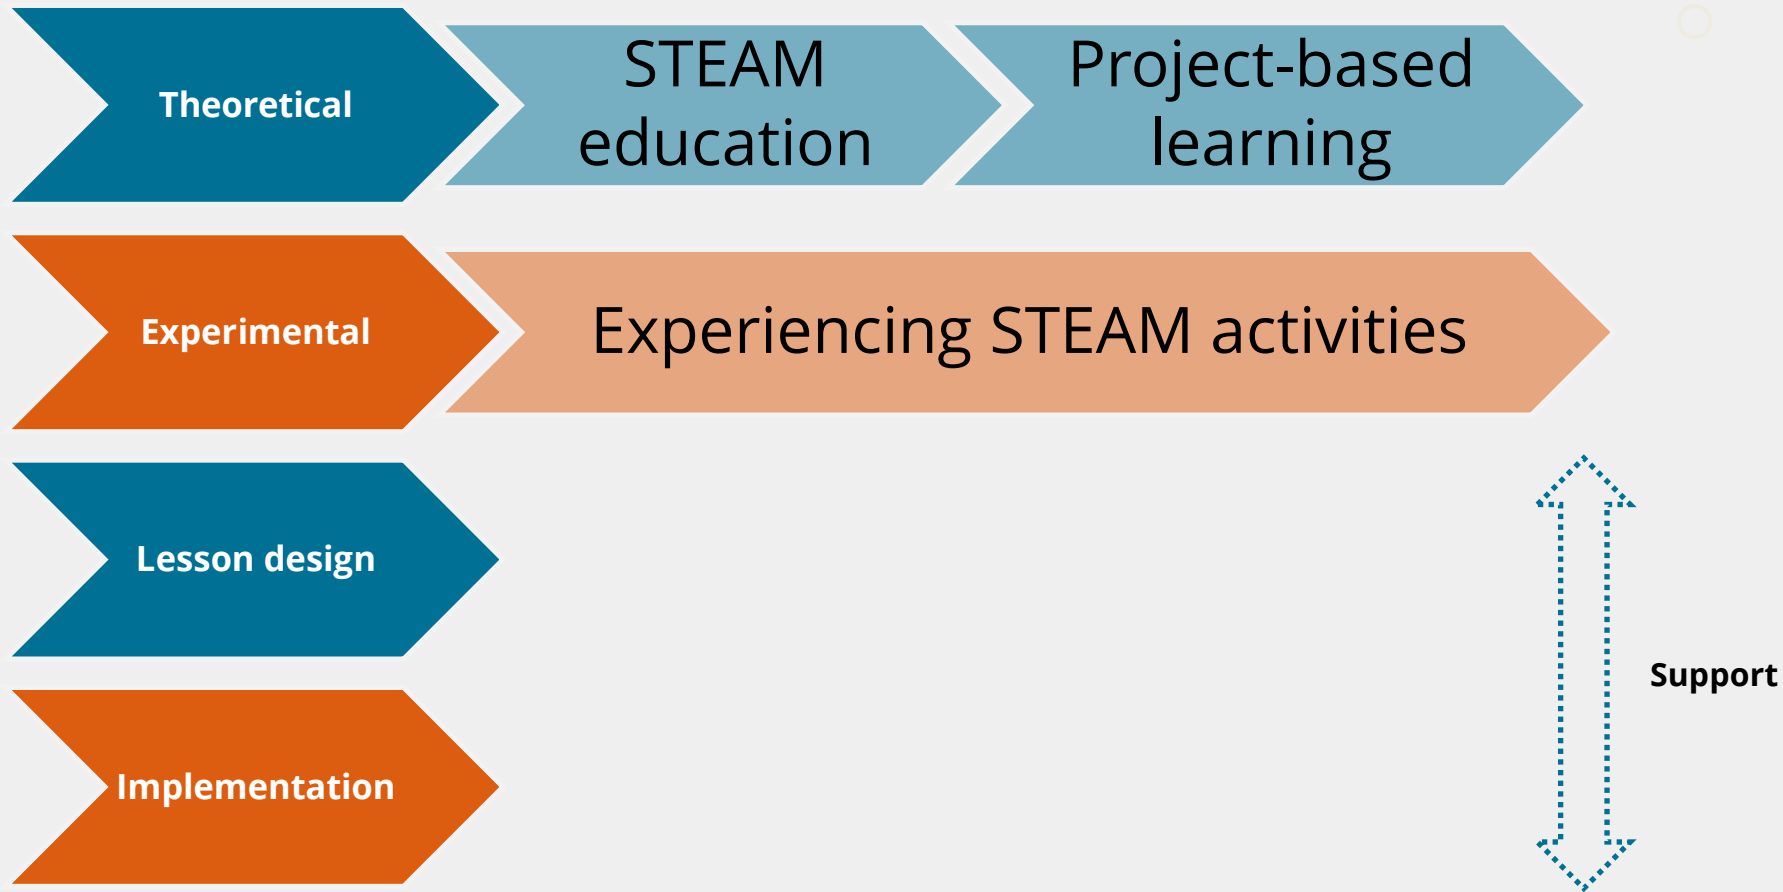 Theoretical
STEAM
education
Project-based
learning
Experimental
Experiencing STEAM activities
Lesson design
Support
Implementation